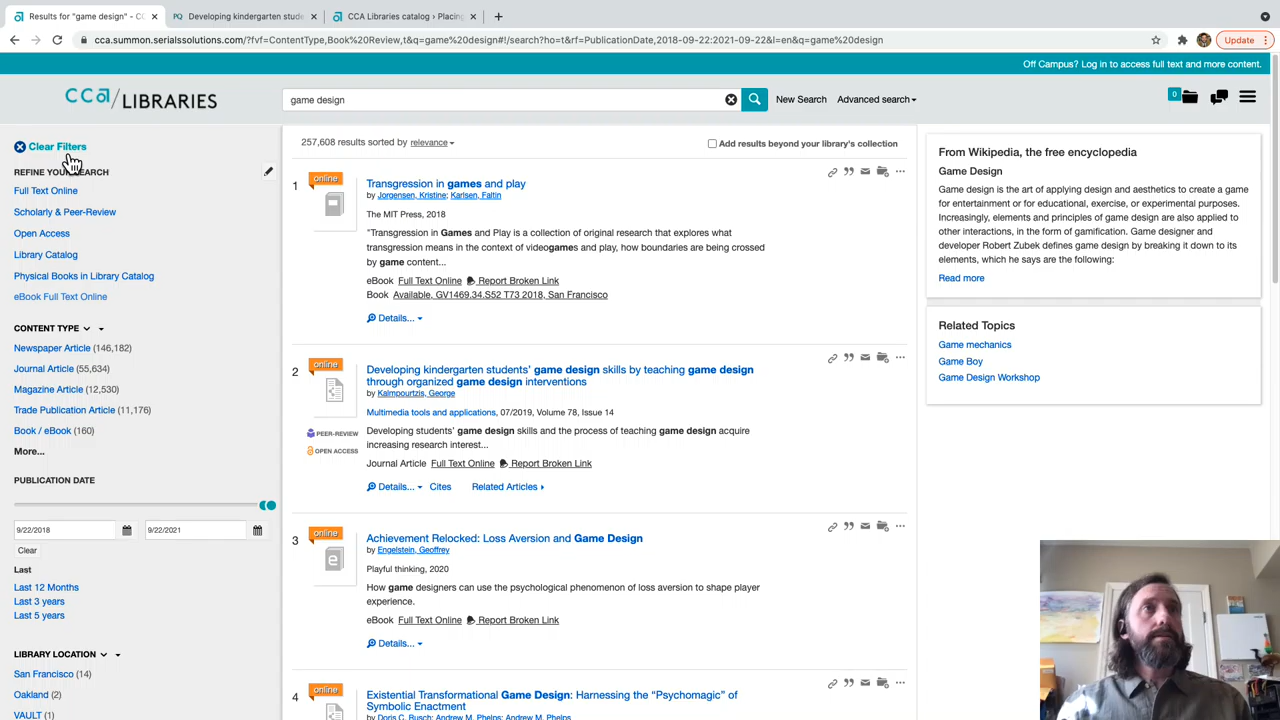 Results for "game design" - CC
Developing kindergarten stude
CCA Libraries catalog › Placing
cca.summon.serialssolutions.com/?fvf=ContentType,Book%20Review,t&q=game%20design#!/search?ho=t&rf=PublicationDate,2018-09-22:2021-09-22&l=en&q=game%20design
Update
Off Campus? Log in to access full text and more content.
cca/LIBRARIES
game design
New Search
Advanced search
0
Clear Filters
REFINE YOUR SEARCH
Full Text Online
Scholarly & Peer-Review
Open Access
Library Catalog
Physical Books in Library Catalog
eBook Full Text Online
CONTENT TYPE
Newspaper Article (146,182)
Journal Article (55,634)
Magazine Article (12,530)
Trade Publication Article (11,176)
Book / eBook (160)
More...
PUBLICATION DATE
9/22/2018
9/22/2021
Clear
Last
Last 12 Months
Last 3 years
Last 5 years
LIBRARY LOCATION
San Francisco (14)
Oakland (2)
VAULT (1)
257,608 results sorted by relevance
Add results beyond your library's collection
1
online
Transgression in games and play
by Jorgensen, Kristine; Karlsen, Faltin
The MIT Press, 2018
"Transgression in Games and Play is a collection of original research that explores what
transgression means in the context of videogames and play, how boundaries are being crossed
by game content...
eBook Full Text Online Report Broken Link
Book Available, GV1469.34.S52 T73 2018, San Francisco
Details...
2
online
Developing kindergarten students' game design skills by teaching game design
through organized game design interventions
by Kalmpourtzis, George
Multimedia tools and applications, 07/2019, Volume 78, Issue 14
PEER-REVIEW
OPEN ACCESS
Developing students' game design skills and the process of teaching game design acquire
increasing research interest...
Journal Article Full Text Online Report Broken Link
Details... Cites Related Articles
3
online
Achievement Relocked: Loss Aversion and Game Design
by Engelstein, Geoffrey
Playful thinking, 2020
How game designers can use the psychological phenomenon of loss aversion to shape player
experience.
eBook Full Text Online Report Broken Link
Details...
4
online
Existential Transformational Game Design: Harnessing the "Psychomagic" of
Symbolic Enactment
by Doris C. Rusch; Andrew M. Phelps; Andrew M. Phelps
From Wikipedia, the free encyclopedia
Game Design
Game design is the art of applying design and aesthetics to create a game
for entertainment or for educational, exercise, or experimental purposes.
Increasingly, elements and principles of game design are also applied to
other interactions, in the form of gamification. Game designer and
developer Robert Zubek defines game design by breaking it down to its
elements, which he says are the following:
Read more
Related Topics
Game mechanics
Game Boy
Game Design Workshop